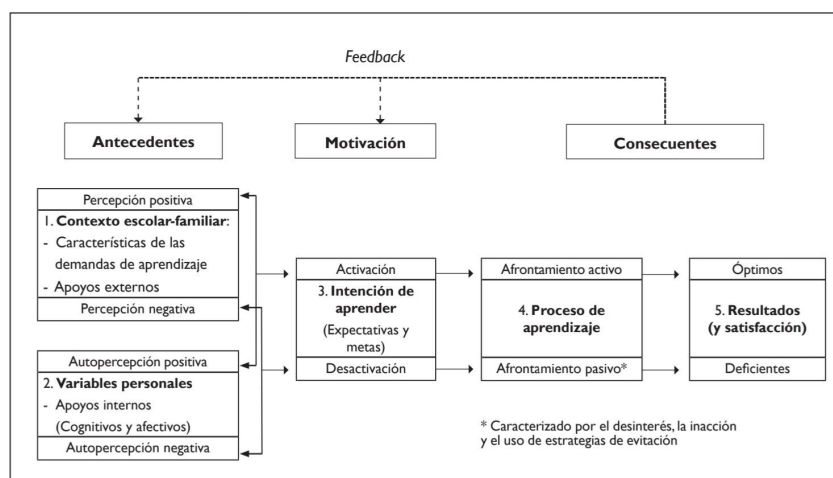 Feedback
Antecedentes
Motivación
Consecuentes
Percepción positiva
1. Contexto escolar-familiar:
- Características de las
demandas de aprendizaje
- Apoyos externos
Percepción negativa
Autopercepción positiva
2. Variables personales
- Apoyos internos
(Cognitivos y afectivos)
Autopercepción negativa
Activación
3. Intención de
aprender
(Expectativas y
metas)
Desactivación
Afrontamiento activo
4. Proceso de
aprendizaje
Afrontamiento pasivo*
Óptimos
5. Resultados
(y satisfacción)
Deficientes
* Caracterizado por el desinterés, la inacción
y el uso de estrategias de evitación